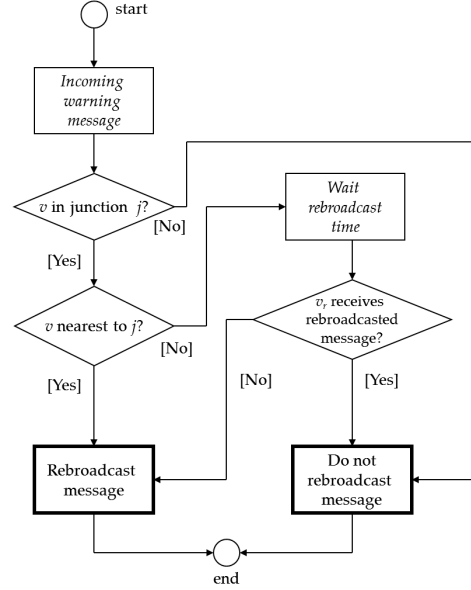 start
Incoming
warning
message
v in junction j?
[No]
[Yes]
Wait
rebroadcast
time
v nearest to j?
[No]
[Yes]
vr receives
rebroadcasted
message?
[No]
[Yes]
Rebroadcast
message
Do not
rebroadcast
message
end